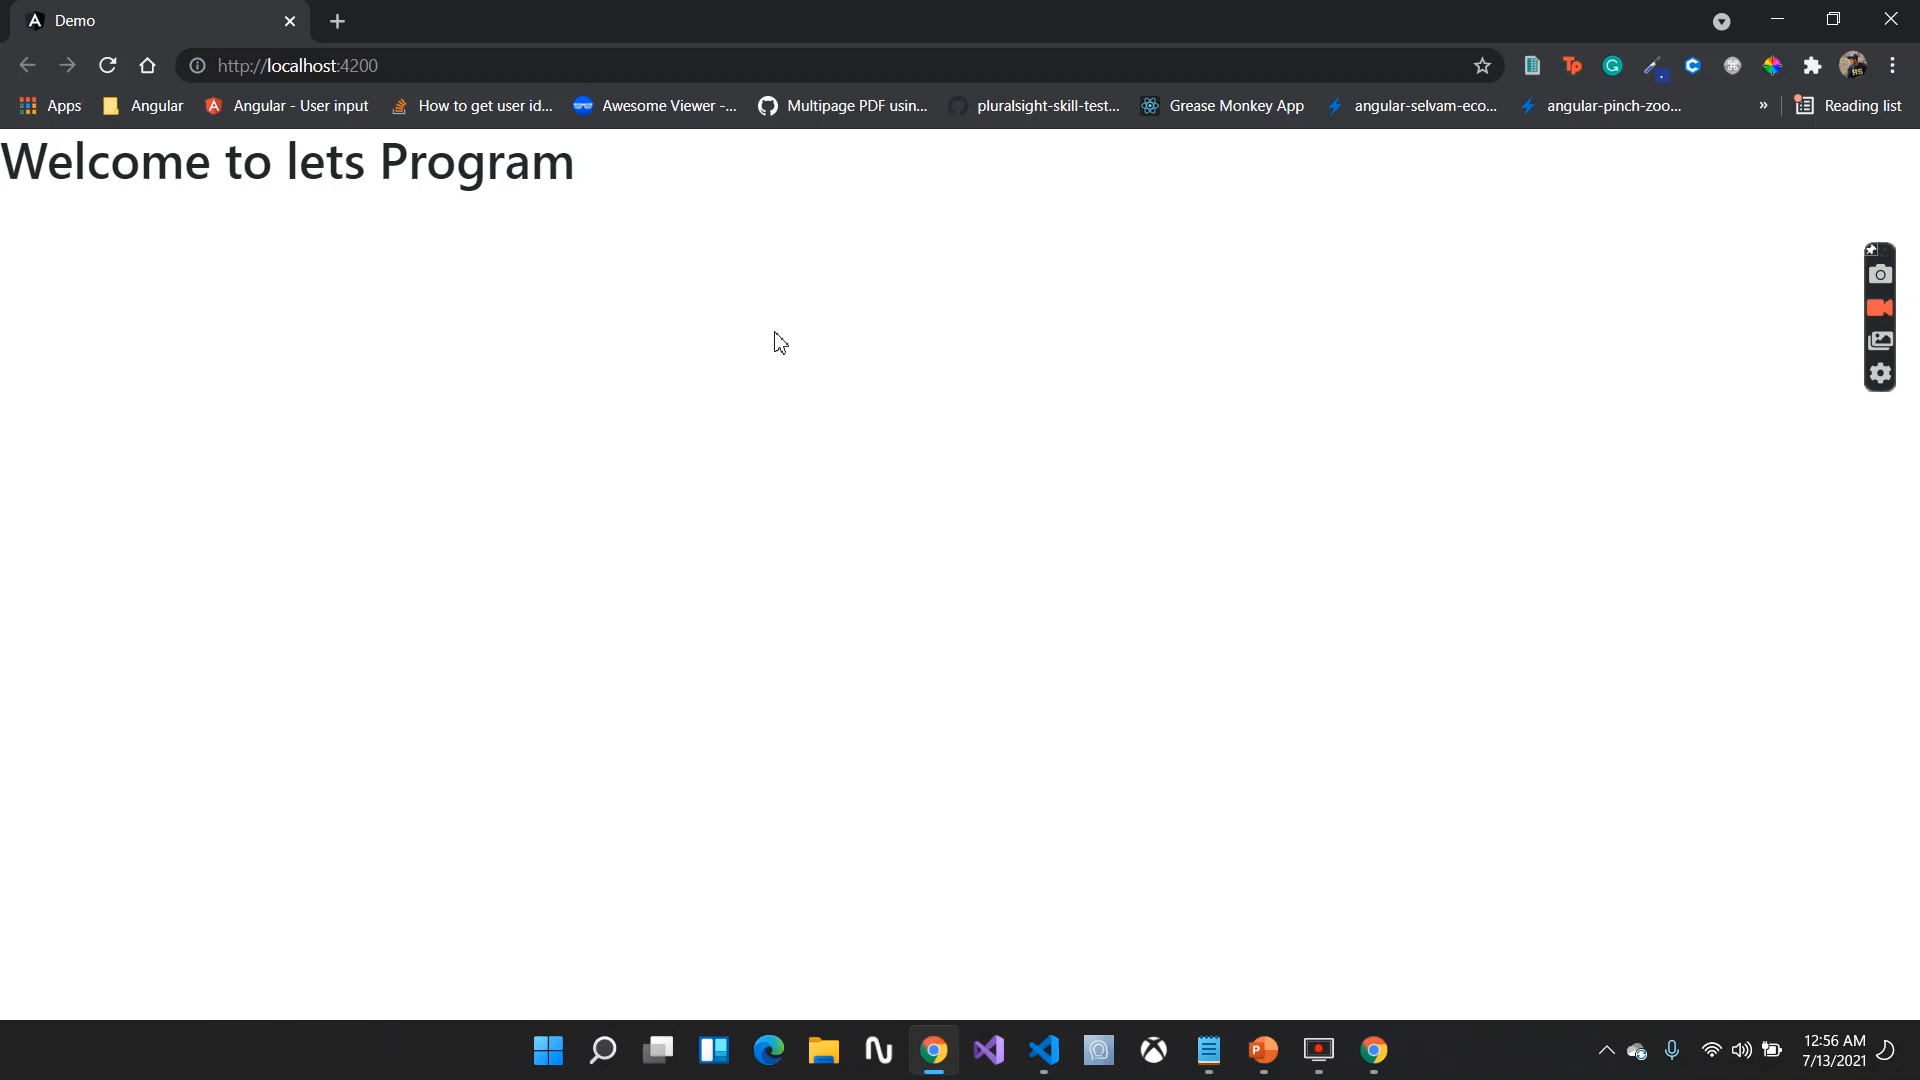 Demo
http://localhost:4200
Apps
Angular
Angular - User input
How to get user id...
Awesome Viewer -...
Multipage PDF usin...
pluralsight-skill-test...
Grease Monkey App
angular-selvam-eco...
angular-pinch-zoo...
»
Reading list
Welcome to lets Program
12:56 AM
7/13/2021